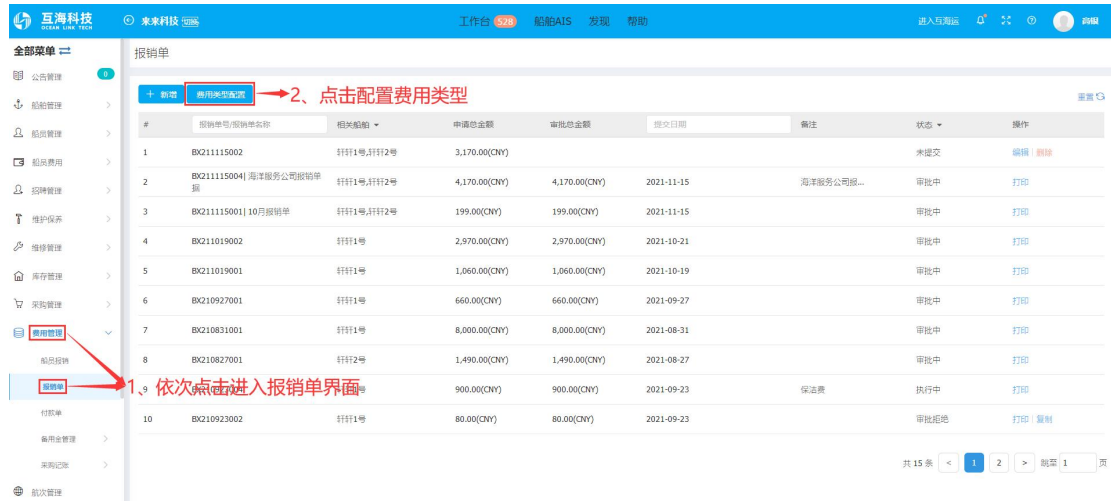 互海科技
OCEAN LINK TECH
来来科技 切换
工作台 528 船舶AIS 发现 帮助
进入互海运
全部菜单
公告管理 0
船舶管理
船员管理
船员费用
招聘管理
维护保养
维修管理
库存管理
采购管理
费用管理
船员报销
报销单
付款单
备用金管理
采购记账
航次管理
报销单
+ 新增 费用类型配置 2、点击配置费用类型 重置
# 报销单号/报销单名称 相关船舶 申请总金额 审批总金额 提交日期 备注 状态 操作
1 BX211115002 轩轩1号,轩轩2号 3,170.00(CNY) 未提交 编辑 | 删除
2 BX211115004| 海洋服务公司报销单据 轩轩1号,轩轩2号 4,170.00(CNY) 4,170.00(CNY) 2021-11-15 海洋服务公司报... 审批中 打印
3 BX211115001| 10月报销单 轩轩1号,轩轩2号 199.00(CNY) 199.00(CNY) 2021-11-15 审批中 打印
4 BX211019002 轩轩1号 2,970.00(CNY) 2,970.00(CNY) 2021-10-21 审批中 打印
5 BX211019001 轩轩1号 1,060.00(CNY) 1,060.00(CNY) 2021-10-19 审批中 打印
6 BX210927001 轩轩1号 660.00(CNY) 660.00(CNY) 2021-09-27 审批中 打印
7 BX210831001 轩轩1号 8,000.00(CNY) 8,000.00(CNY) 2021-08-31 审批中 打印
8 BX210827001 轩轩2号 1,490.00(CNY) 1,490.00(CNY) 2021-08-27 审批中 打印
1、依次点击进入报销单界面
9 900.00(CNY) 900.00(CNY) 2021-09-23 保洁费 执行中 打印
10 BX210923002 轩轩1号 80.00(CNY) 80.00(CNY) 2021-09-23 审批拒绝 打印 | 复制
共 15 条 < 1 2 > 跳至 1 页